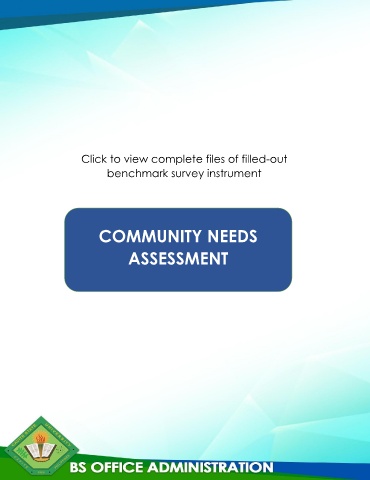 Click to view complete files of filled-out
benchmark survey instrument
COMMUNITY NEEDS
ASSESSMENT
BS OFFICE ADMINISTRATION